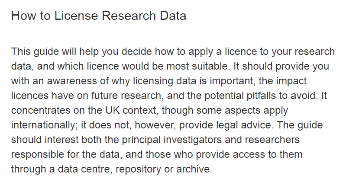 How to License Research Data
This guide will help you decide how to apply a licence to your research
data, and which licence would be most suitable. It should provide you
with an awareness of why licensing data is important, the impact
licences have on future research, and the potential pitfalls to avoid. It
concentrates on the UK context, though some aspects apply
internationally; it does not, however, provide legal advice. The guide
should interest both the principal investigators and researchers
responsible for the data, and those who provide access to them
through a data centre, repository or archive.